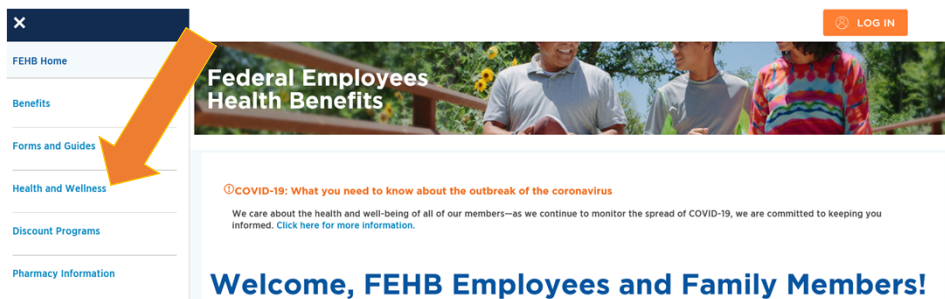 LOG IN
FEHB Home
Benefits
Forms and Guides
Health and Wellness
Discount Programs
Pharmacy Information
Federal Employees
Health Benefits
COVID-19: What you need to know about the outbreak of the coronavirus
We care about the health and well-being of all of our members—as we continue to monitor the spread of COVID-19, we are committed to keeping you
informed. Click here for more information.
Welcome, FEHB Employees and Family Members!